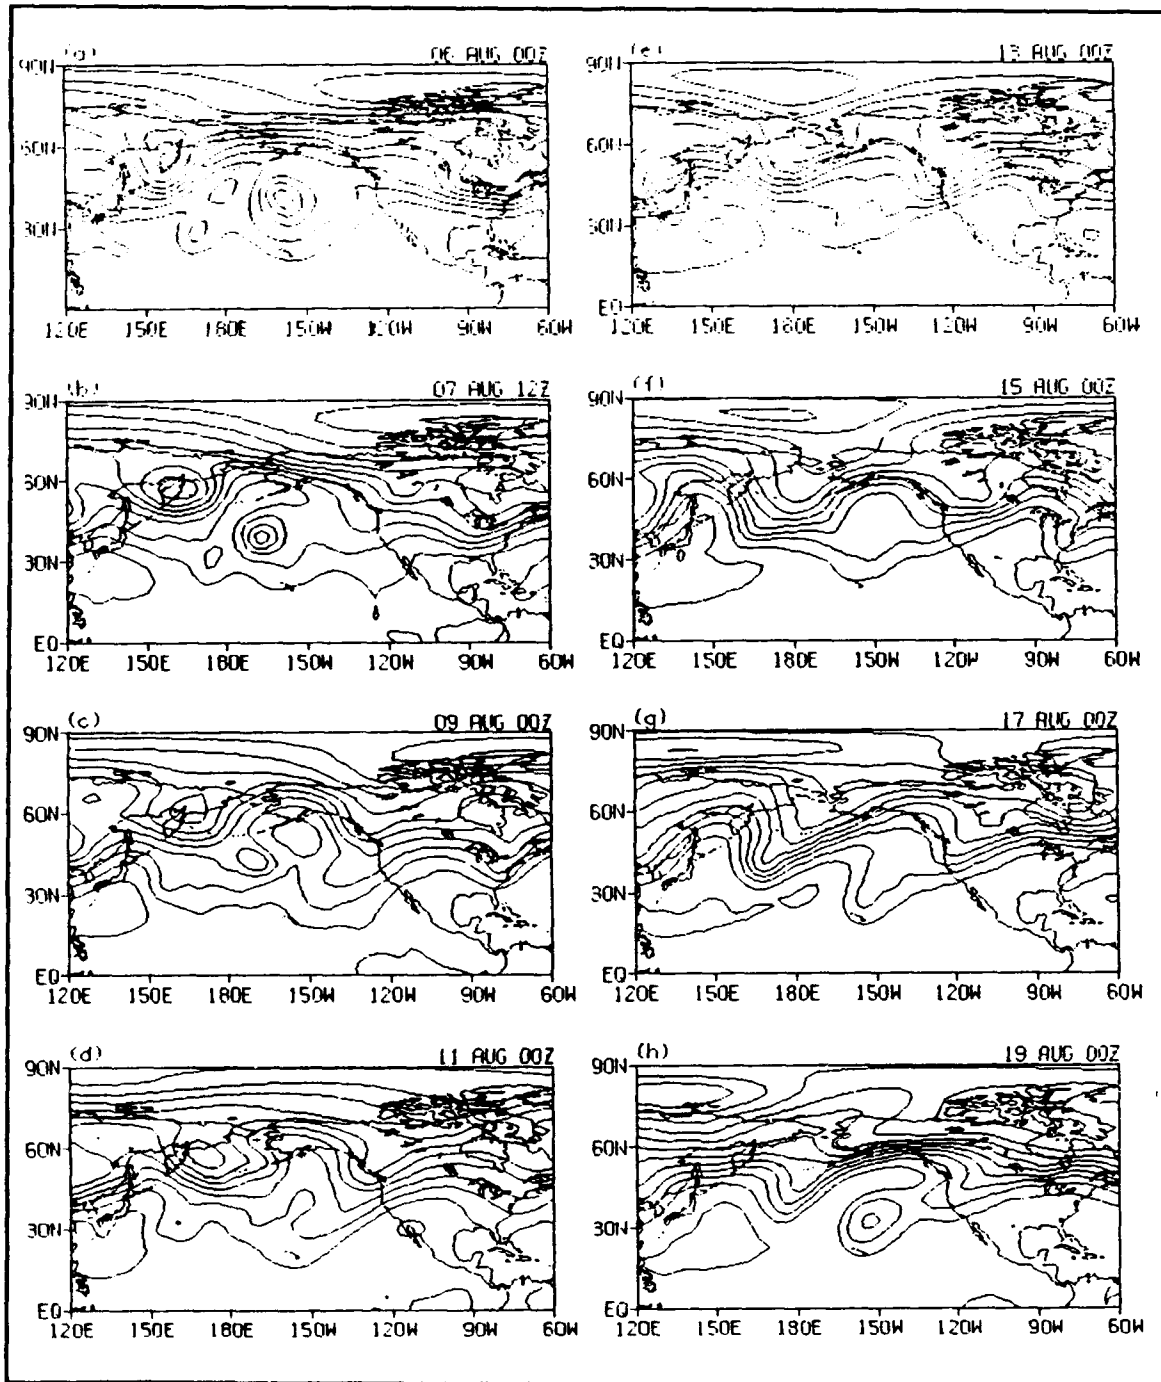 (a) 06 AUG 00Z
90N
60N
30N
120E 150E 180E 150W 120W 90W 60W
(b) 07 AUG 12Z
90N
60N
30N
EQ
120E 150E 180E 150W 120W 90W 60W
(c) 09 AUG 00Z
90N
60N
30N
EQ
120E 150E 180E 150W 120W 90W 60W
(d) 11 AUG 00Z
90N
60N
30N
EQ
120E 150E 180E 150W 120W 90W 60W
(e) 13 AUG 00Z
90N
60N
30N
EQ
120E 150E 180E 150W 120W 90W 60W
(f) 15 AUG 00Z
90N
60N
30N
EQ
120E 150E 180E 150W 120W 90W 60W
(g) 17 AUG 00Z
90N
60N
30N
EQ
120E 150E 180E 150W 120W 90W 60W
(h) 19 AUG 00Z
90N
60N
30N
EQ
120E 150E 180E 150W 120W 90W 60W